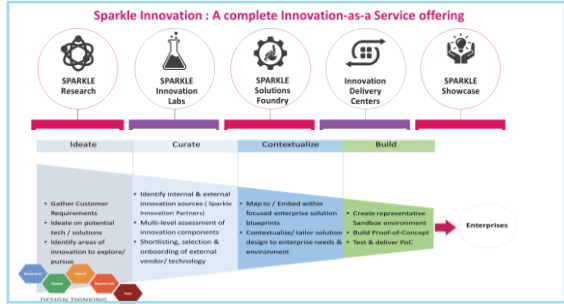 Sparkle Innovation : A complete Innovation-as-a Service offering
SPARKLE
Research
SPARKLE
Innovation
Labs
SPARKLE
Solutions
Foundry
Innovation
Delivery
Centers
SPARKLE
Showcase
Ideate
Curate
Contextualize
Build
• Gather Customer
Requirements
• Ideate on potential
tech / solutions
• Identify areas of
innovation to explore/
pursue
• Identify internal & external
innovation sources ( Sparkle
Innovation Partners)
• Multi-level assessment of
innovation components
• Shortlisting, selection &
onboarding of external
vendor/ technology
• Map to / Embed within
focused enterprise solution
blueprints
• Contextualize/ tailor solution
design to enterprise needs &
environment
• Create representative
Sandbox environment
• Build Proof-of-Concept
• Test & deliver PoC
Enterprises
Test
DESIGN THINKING